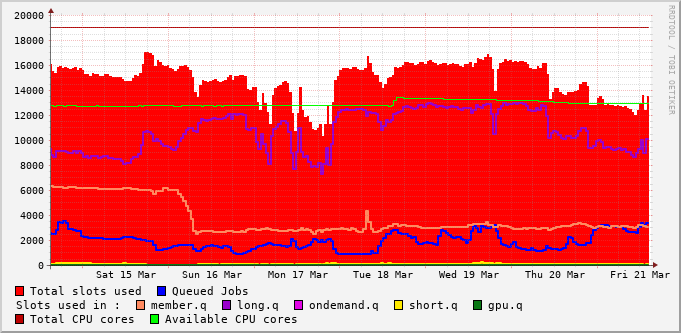 20000
18000
16000
14000
12000
10000
8000
6000
4000
2000
0
Sat 15 Mar Sun 16 Mar Mon 17 Mar Tue 18 Mar Wed 19 Mar Thu 20 Mar Fri 21 Mar
RRDTOOL / TOBI OETIKER
Total slots used Queued Jobs
Slots used in : member.q long.q ondemand.q short.q gpu.q
Total CPU cores Available CPU cores